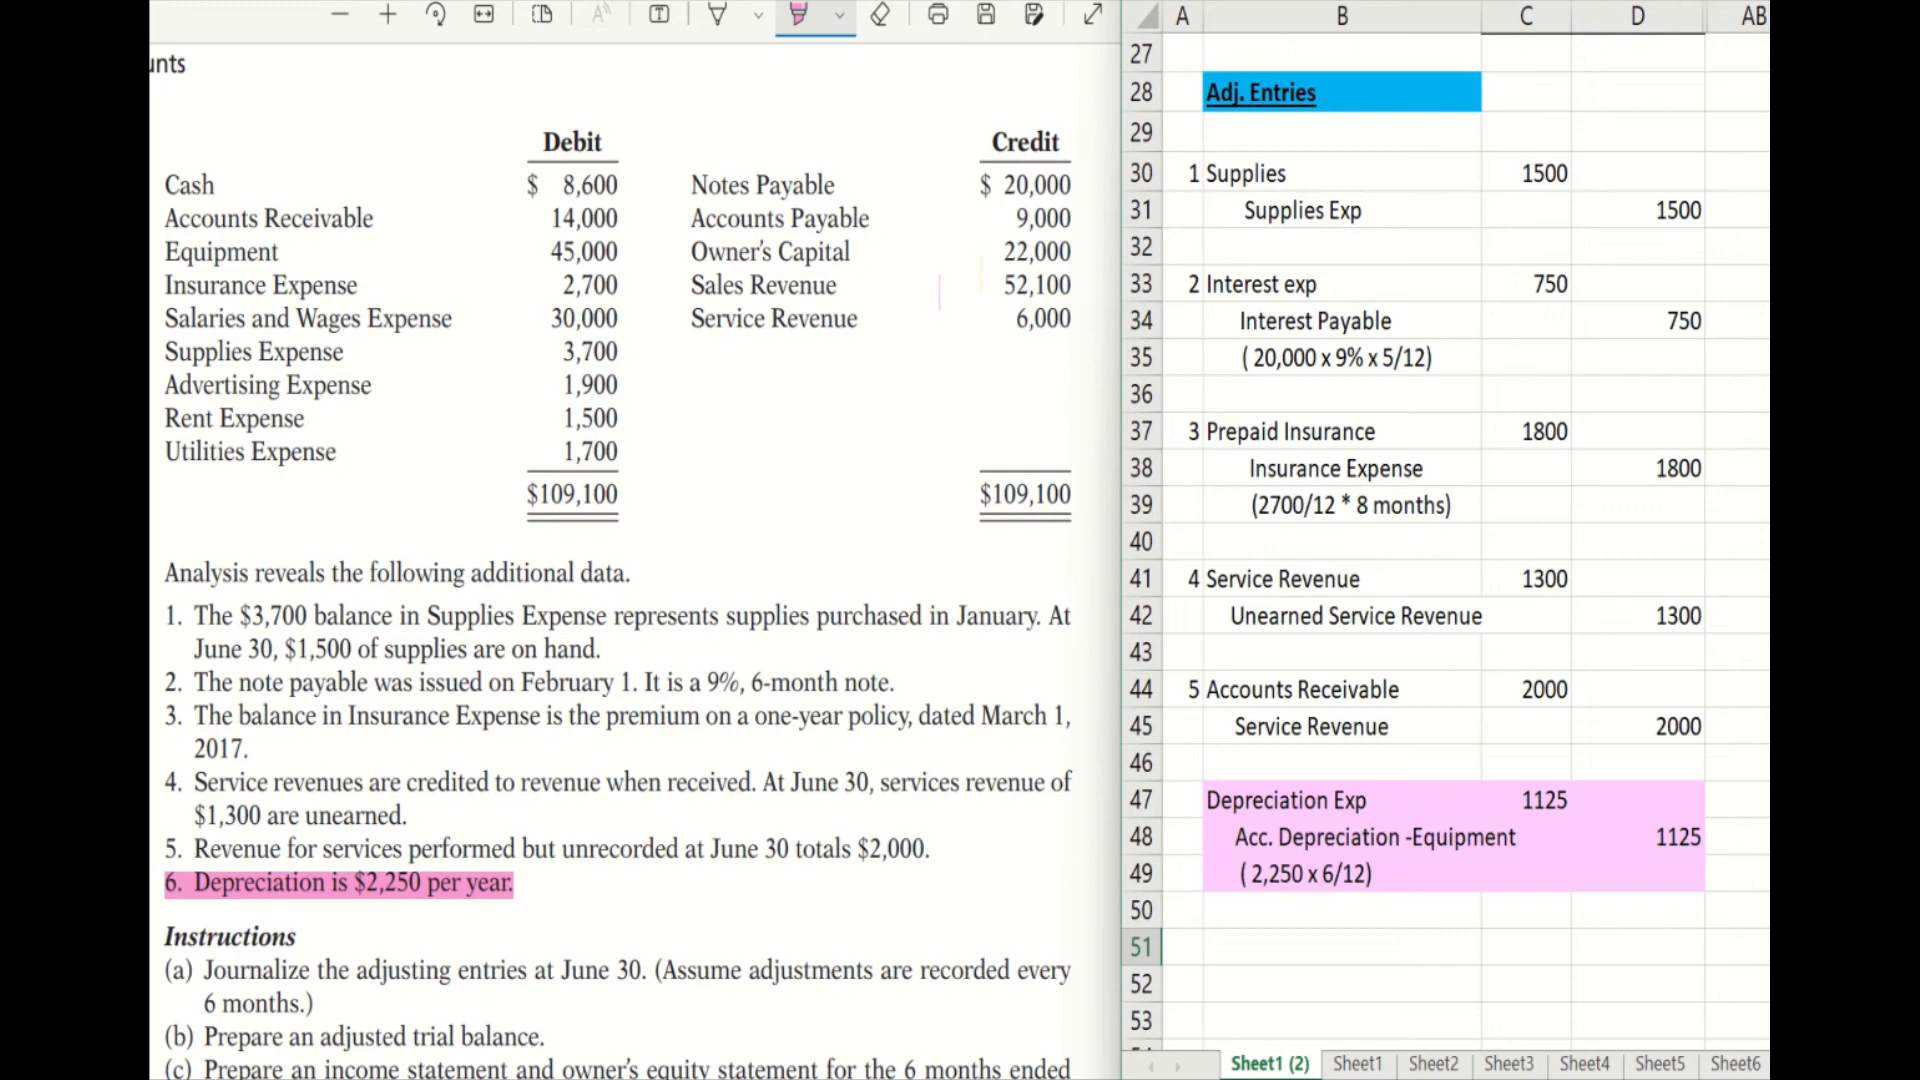 unts
Debit Credit
Cash $ 8,600 Notes Payable $ 20,000
Accounts Receivable 14,000 Accounts Payable 9,000
Equipment 45,000 Owner's Capital 22,000
Insurance Expense 2,700 Sales Revenue 52,100
Salaries and Wages Expense 30,000 Service Revenue 6,000
Supplies Expense 3,700
Advertising Expense 1,900
Rent Expense 1,500
Utilities Expense 1,700
$109,100 $109,100
Analysis reveals the following additional data.
1. The $3,700 balance in Supplies Expense represents supplies purchased in January. At
June 30, $1,500 of supplies are on hand.
2. The note payable was issued on February 1. It is a 9%, 6-month note.
3. The balance in Insurance Expense is the premium on a one-year policy, dated March 1,
2017.
4. Service revenues are credited to revenue when received. At June 30, services revenue of
$1,300 are unearned.
5. Revenue for services performed but unrecorded at June 30 totals $2,000.
6. Depreciation is $2,250 per year.
Instructions
(a) Journalize the adjusting entries at June 30. (Assume adjustments are recorded every
6 months.)
(b) Prepare an adjusted trial balance.
(c) Prepare an income statement and owner's equity statement for the 6 months ended
A B C D AB
27
28 Adj. Entries
29
30 1 Supplies 1500
31 Supplies Exp 1500
32
33 2 Interest exp 750
34 Interest Payable 750
35 ( 20,000 x 9% x 5/12)
36
37 3 Prepaid Insurance 1800
38 Insurance Expense 1800
39 (2700/12 * 8 months)
40
41 4 Service Revenue 1300
42 Unearned Service Revenue 1300
43
44 5 Accounts Receivable 2000
45 Service Revenue 2000
46
47 Depreciation Exp 1125
48 Acc. Depreciation -Equipment 1125
49 ( 2,250 x 6/12)
50
51
52
53
Sheet1 (2) Sheet1 Sheet2 Sheet3 Sheet4 Sheet5 Sheet6